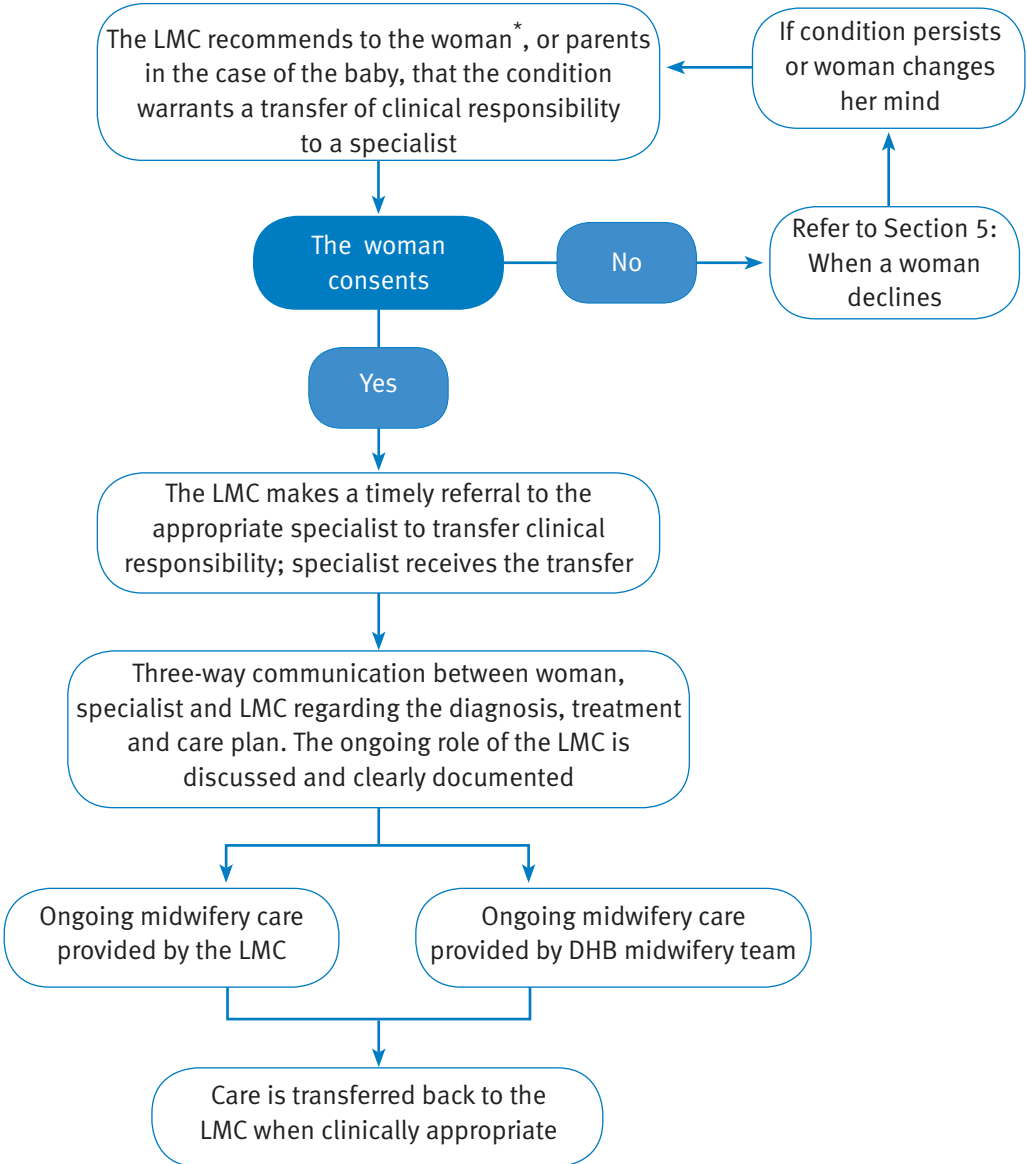 The LMC recommends to the woman*, or parents
in the case of the baby, that the condition
warrants a transfer of clinical responsibility
to a specialist
If condition persists
or woman changes
her mind
The woman
consents
No
Refer to Section 5:
When a woman
declines
Yes
The LMC makes a timely referral to the
appropriate specialist to transfer clinical
responsibility; specialist receives the transfer
Three-way communication between woman,
specialist and LMC regarding the diagnosis, treatment
and care plan. The ongoing role of the LMC is
discussed and clearly documented
Ongoing midwifery care
provided by the LMC
Ongoing midwifery care
provided by DHB midwifery team
Care is transferred back to the
LMC when clinically appropriate